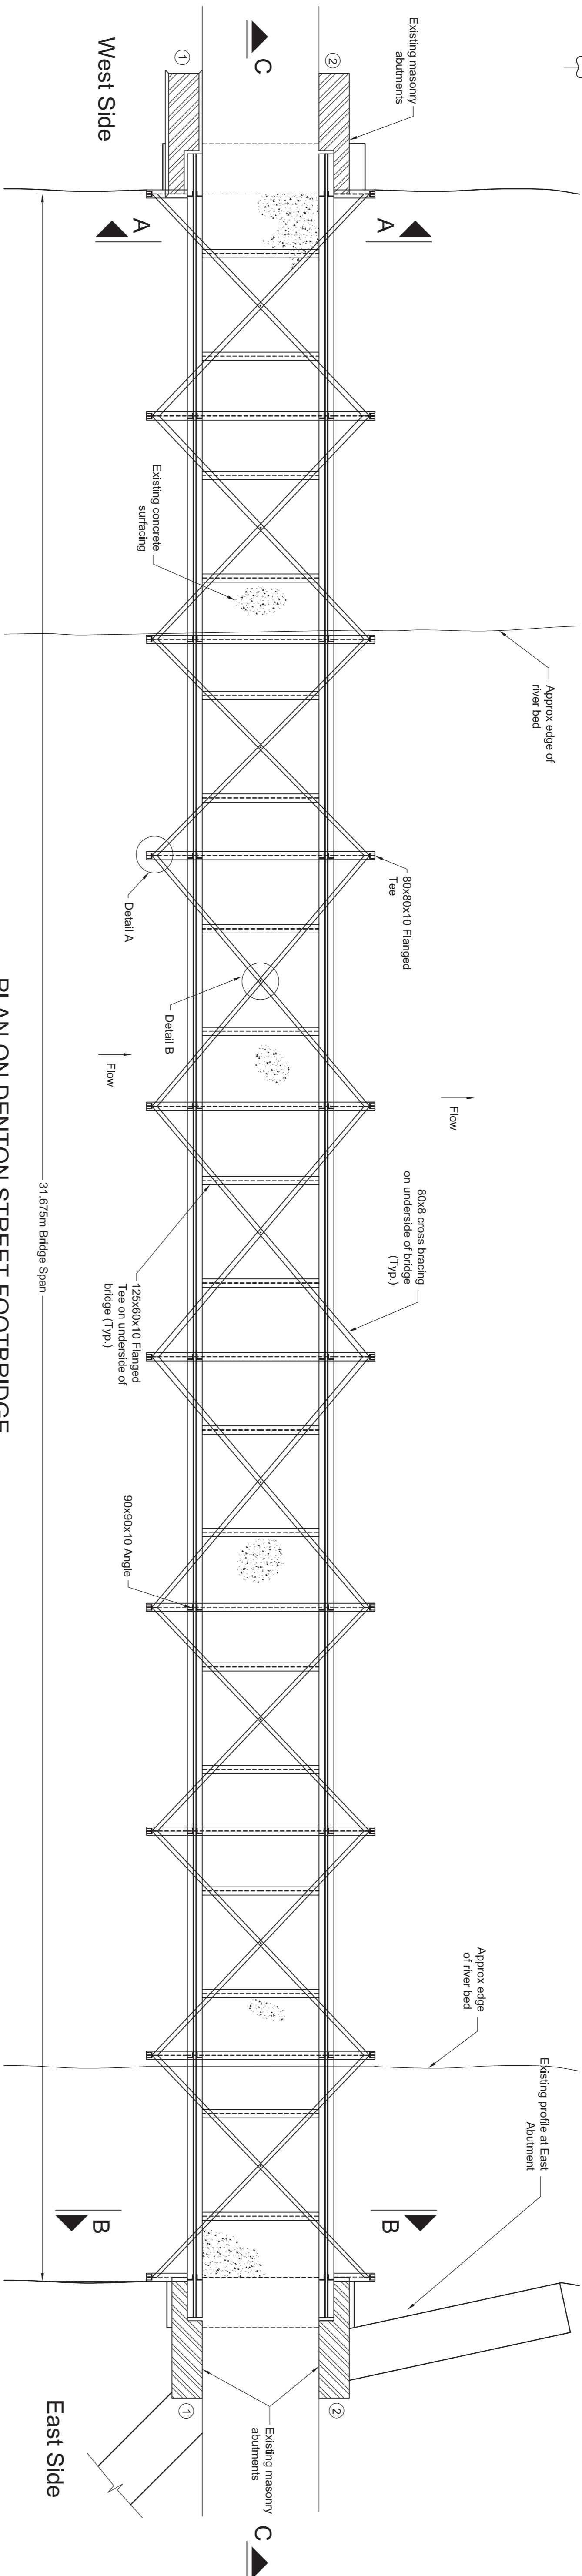 Existing masonry
abutments
Approx edge of
river bed
80x80x10 Flanged
Tee
Flow
80x8 cross bracing
on underside of bridge
(Typ.)
Approx edge
of river bed
Existing profile at East
Abutment
A
B
2
2
C
C
1
1
A
B
Existing concrete
surfacing
Detail A
Detail B
Flow
125x60x10 Flanged
Tee on underside of
bridge (Typ.)
90x90x10 Angle
Existing masonry
abutments
West Side
East Side
31.675m Bridge Span
PLAN ON DENTON STREET FOOTBRIDGE